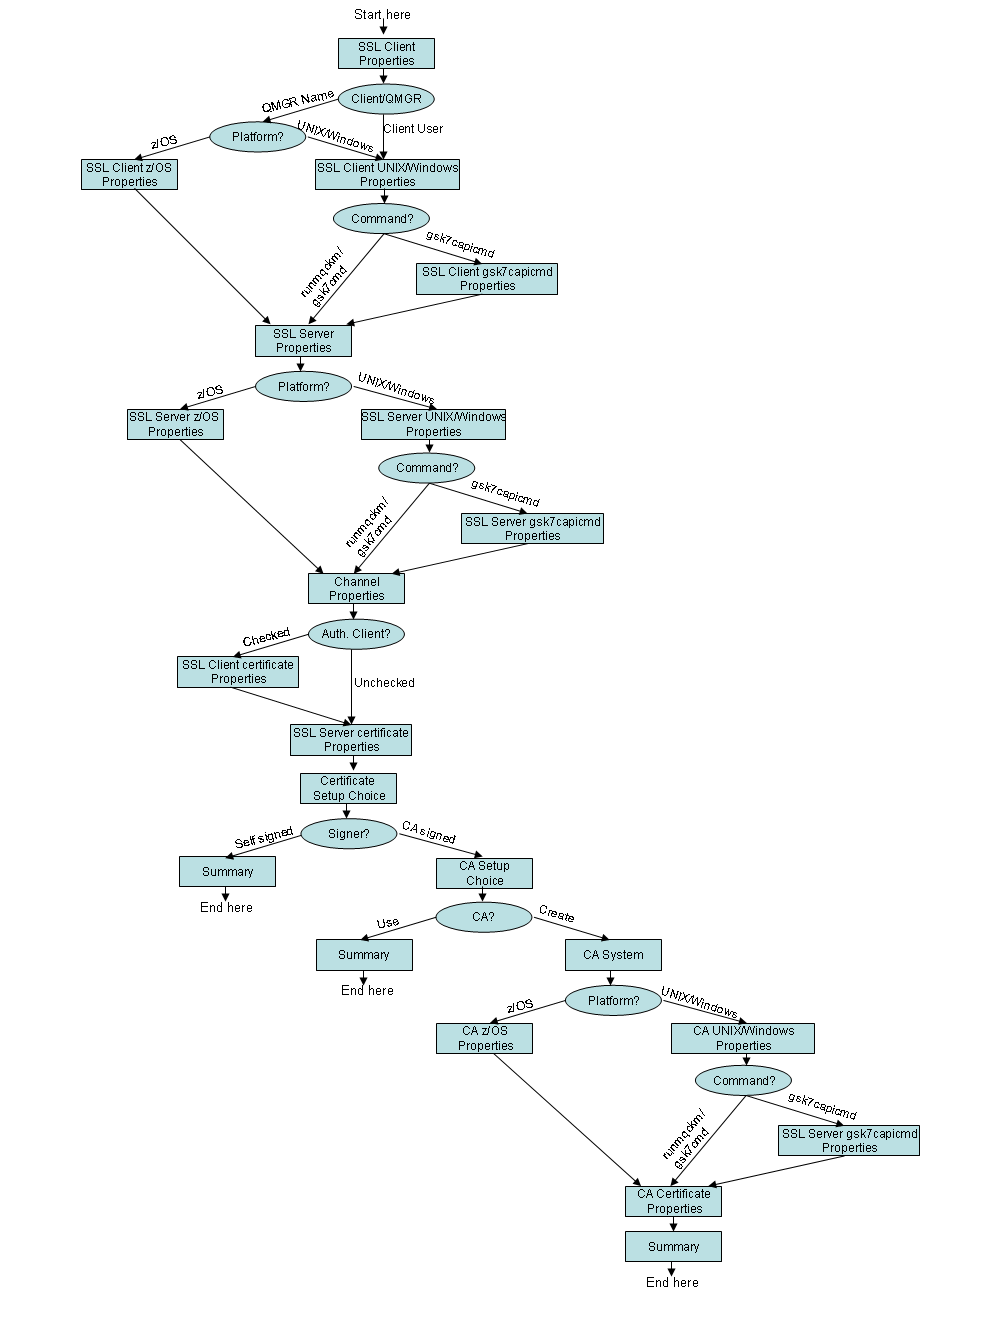 Start here
SSL Client
Properties
Client/QMGR
QMGR Name
Client User
Platform?
z/OS
UNIX/Windows
SSL Client z/OS
Properties
SSL Client UNIX/Windows
Properties
Command?
runmqckm/
gsk7cmd
gsk7capicmd
SSL Client gsk7capicmd
Properties
SSL Server
Properties
Platform?
z/OS
UNIX/Windows
SSL Server z/OS
Properties
SSL Server UNIX/Windows
Properties
Command?
runmqckm/
gsk7cmd
gsk7capicmd
SSL Server gsk7capicmd
Properties
Channel
Properties
Auth. Client?
Checked
SSL Client certificate
Properties
Unchecked
SSL Server certificate
Properties
Certificate
Setup Choice
Signer?
Self signed
CA signed
Summary
End here
CA Setup
Choice
CA?
Use
Create
Summary
End here
CA System
Platform?
z/OS
UNIX/Windows
CA z/OS
Properties
CA UNIX/Windows
Properties
Command?
runmqckm/
gsk7cmd
gsk7capicmd
SSL Server gsk7capicmd
Properties
CA Certificate
Properties
Summary
End here